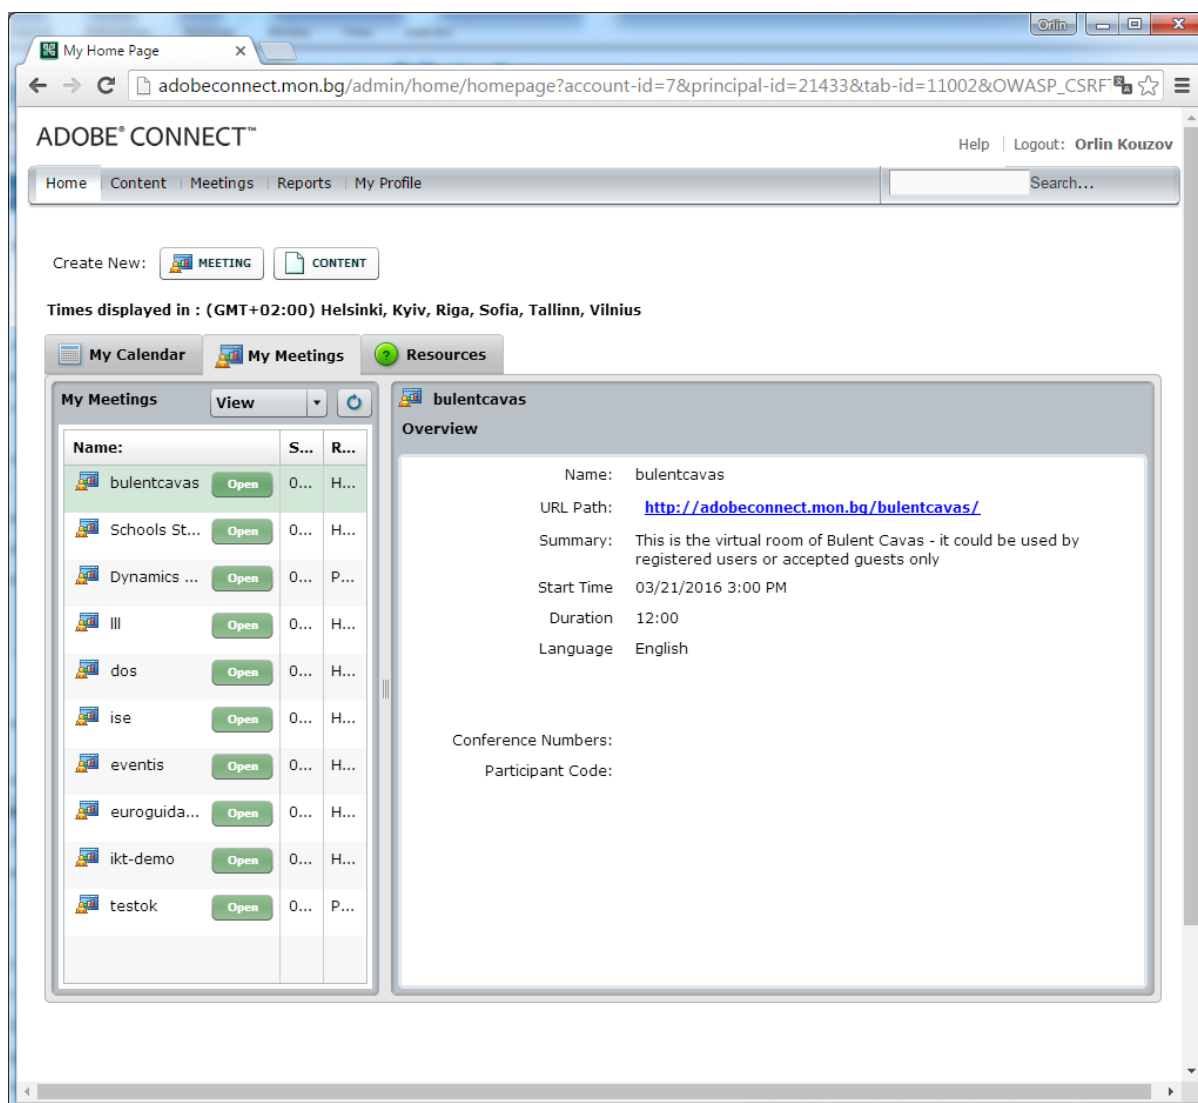 Orlin
My Home Page
adobeconnect.mon.bg/admin/home/homepage?account-id=7&principal-id=21433&tab-id=11002&OWASP_CSRFT
ADOBE® CONNECT™
Help Logout: Orlin Kouzov
Home Content Meetings Reports My Profile Search...
Create New: MEETING CONTENT
Times displayed in : (GMT+02:00) Helsinki, Kyiv, Riga, Sofia, Tallinn, Vilnius
My Calendar My Meetings ? Resources
My Meetings View
Name: S... R...
bulentcavas Open 0... H...
Schools St... Open 0... H...
Dynamics ... Open 0... P...
lll Open 0... H...
dos Open 0... H...
ise Open 0... H...
eventis Open 0... H...
euroguida... Open 0... H...
ikt-demo Open 0... H...
testok Open 0... P...
bulentcavas
Overview
Name: bulentcavas
URL Path: http://adobeconnect.mon.bg/bulentcavas/
Summary: This is the virtual room of Bulent Cavas - it could be used by
registered users or accepted guests only
Start Time 03/21/2016 3:00 PM
Duration 12:00
Language English
Conference Numbers:
Participant Code: